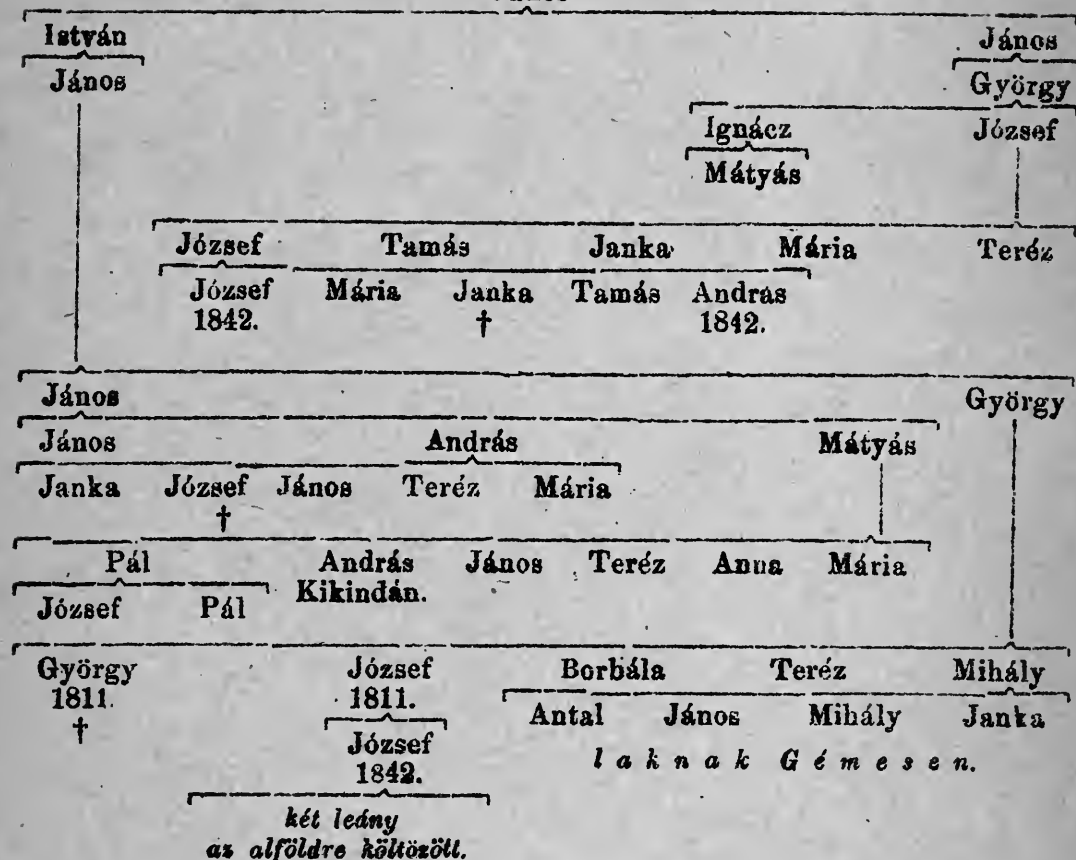 István János
János György
Ignácz József
Mátyás
József Tamás Janka Mária Teréz
József Mária Janka Tamás András
1842. † 1842.
János György
János András Mátyás
Janka József János Teréz Mária
†
Pál András János Teréz Anna Mária
Kikindán.
József Pál
György József Borbála Teréz Mihály
1811. 1811.
† Antal János Mihály Janka
József
1842. laknak Gémesen.
két leány
az alföldre költözött.